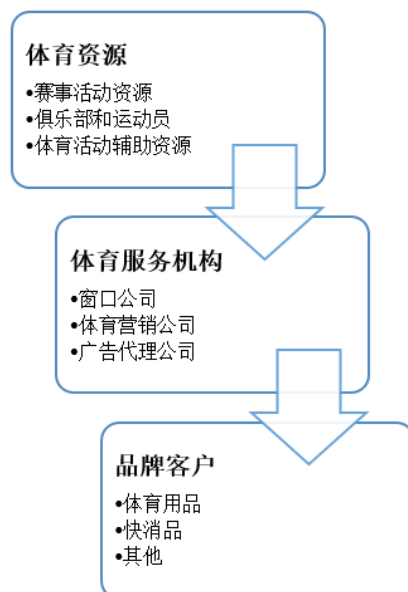 体育资源
•赛事活动资源
•俱乐部和运动员
•体育活动辅助资源
体育服务机构
•窗口公司
•体育营销公司
•广告代理公司
品牌客户
•体育用品
•快消品
•其他